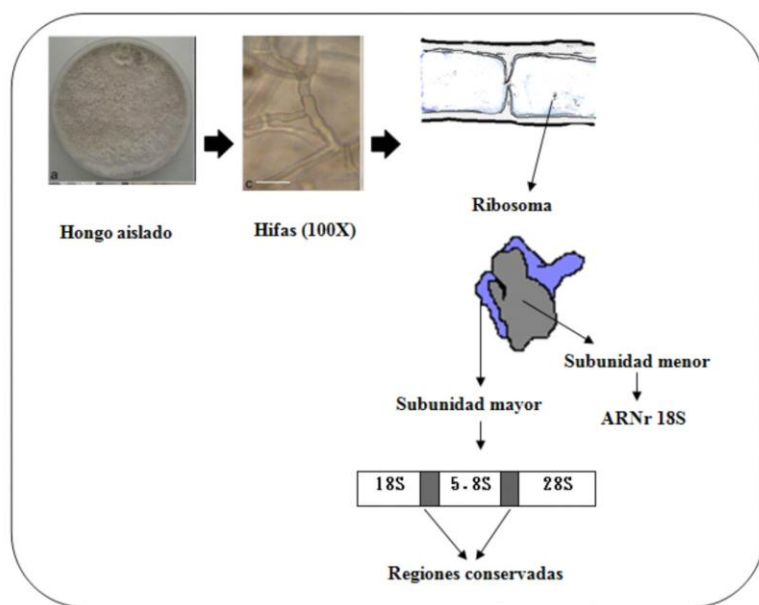 a
c
Hongo aislado
Hifas (100X)
Ribosoma
Subunidad menor
Subunidad mayor
ARNr 18S
18S 5-8S 28S
Regiones conservadas